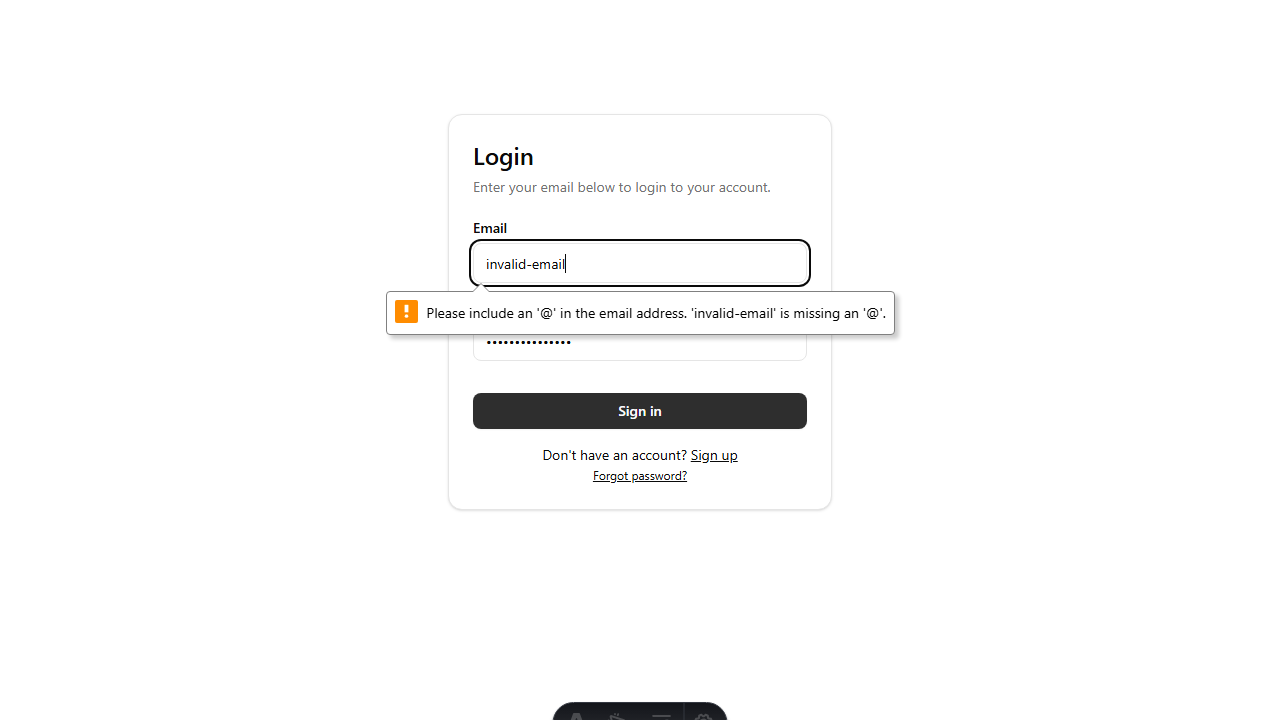 Login
Enter your email below to login to your account.
Email
invalid-email
Please include an '@' in the email address. 'invalid-email' is missing an '@'.
Sign in
Don't have an account? Sign up
Forgot password?